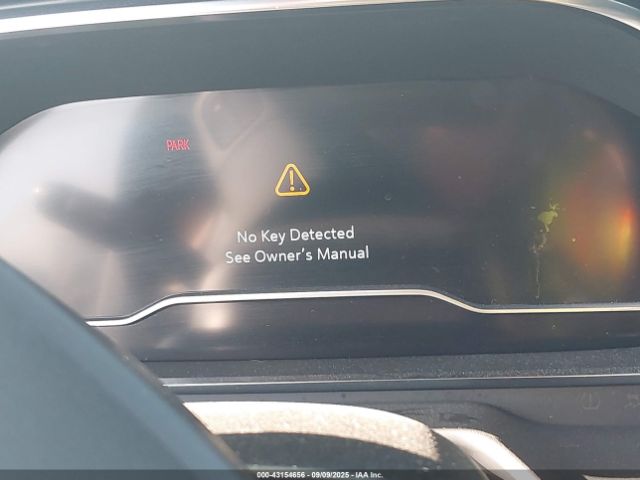 PARK
No Key Detected
See Owner's Manual
000-43154656 - 09/09/2025 - IAA Inc.